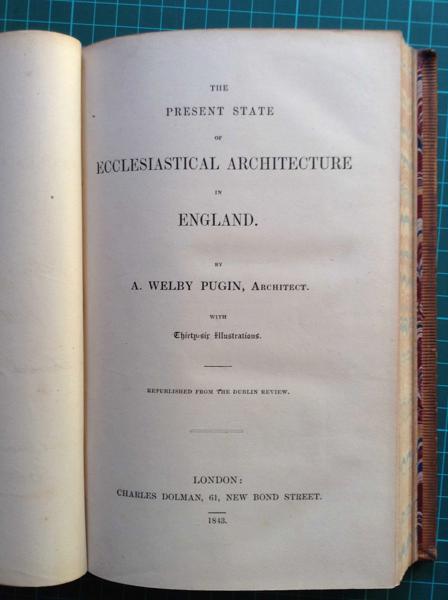 THE
PRESENT STATE
OF
ECCLESIASTICAL ARCHITECTURE
IN
ENGLAND.
BY
A. WELBY PUGIN, ARCHITECT.
WITH
Thirty-six Illustrations.
REPUBLISHED FROM THE DUBLIN REVIEW.
LONDON:
CHARLES DOLMAN, 61, NEW BOND STREET.
1843.